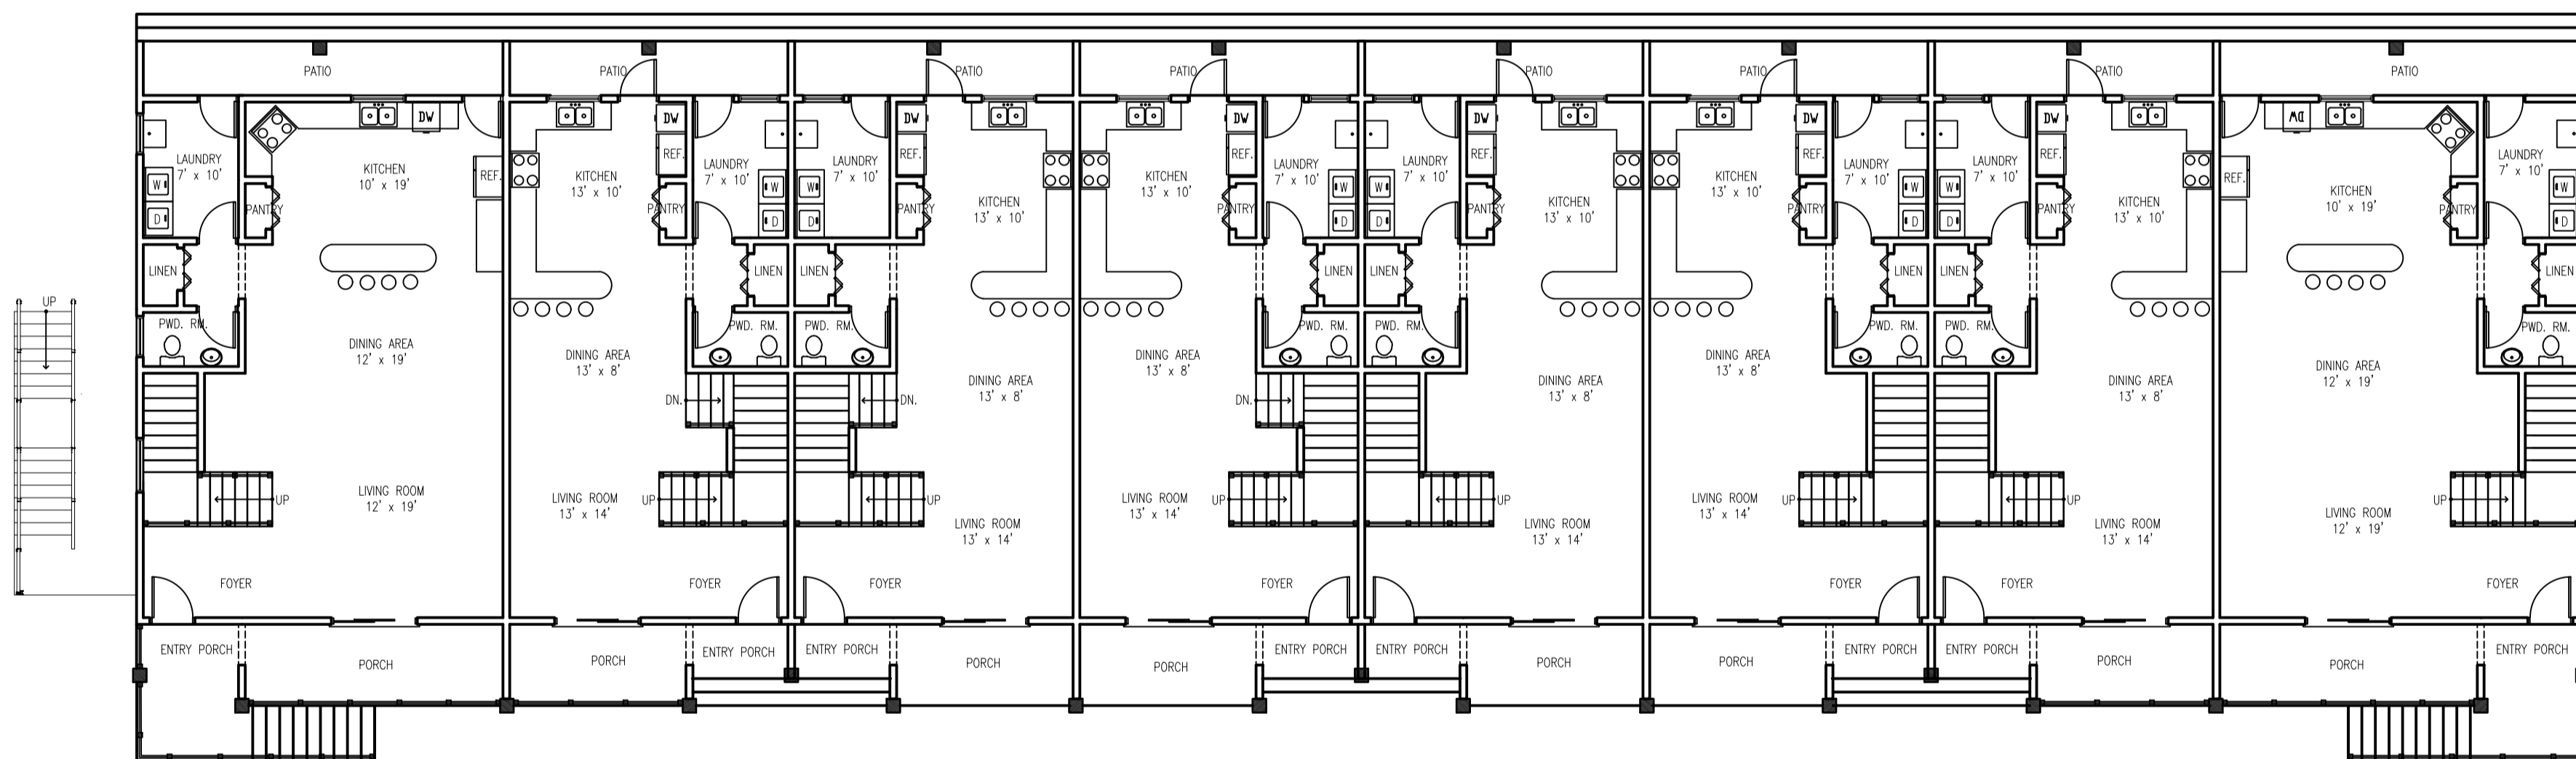 PATIO
PATIO
PATIO
PATIO
PATIO
PATIO
PATIO
PATIO
LAUNDRY
7' x 10'
W
D
DW
KITCHEN
10' x 19'
REF.
PANTRY
LINEN
PWD. RM.
DINING AREA
12' x 19'
LIVING ROOM
12' x 19'
UP
UP
FOYER
ENTRY PORCH
PORCH
KITCHEN
13' x 10'
DW
REF.
PANTRY
LAUNDRY
7' x 10'
W
D
LINEN
PWD. RM.
DINING AREA
13' x 8'
DN.
LIVING ROOM
13' x 14'
UP
FOYER
PORCH
ENTRY PORCH
LAUNDRY
7' x 10'
W
D
DW
REF.
PANTRY
KITCHEN
13' x 10'
LINEN
PWD. RM.
DN.
DINING AREA
13' x 8'
UP
LIVING ROOM
13' x 14'
FOYER
ENTRY PORCH
PORCH
KITCHEN
13' x 10'
DW
REF.
PANTRY
LAUNDRY
7' x 10'
W
D
LINEN
PWD. RM.
DINING AREA
13' x 8'
DN.
LIVING ROOM
13' x 14'
UP
FOYER
PORCH
ENTRY PORCH
LAUNDRY
7' x 10'
W
D
DW
REF.
PANTRY
KITCHEN
13' x 10'
LINEN
PWD. RM.
DINING AREA
13' x 8'
UP
LIVING ROOM
13' x 14'
ENTRY PORCH
PORCH
KITCHEN
13' x 10'
DW
REF.
PANTRY
LAUNDRY
7' x 10'
W
D
LINEN
PWD. RM.
DINING AREA
13' x 8'
LIVING ROOM
13' x 14'
UP
FOYER
PORCH
ENTRY PORCH
LAUNDRY
7' x 10'
W
D
DW
REF.
PANTRY
KITCHEN
13' x 10'
LINEN
PWD. RM.
DINING AREA
13' x 8'
UP
LIVING ROOM
13' x 14'
FOYER
ENTRY PORCH
PORCH
DW
REF.
KITCHEN
10' x 19'
PANTRY
LAUNDRY
7' x 10'
W
D
LINEN
PWD. RM.
DINING AREA
12' x 19'
LIVING ROOM
12' x 19'
UP
FOYER
PORCH
ENTRY PORCH